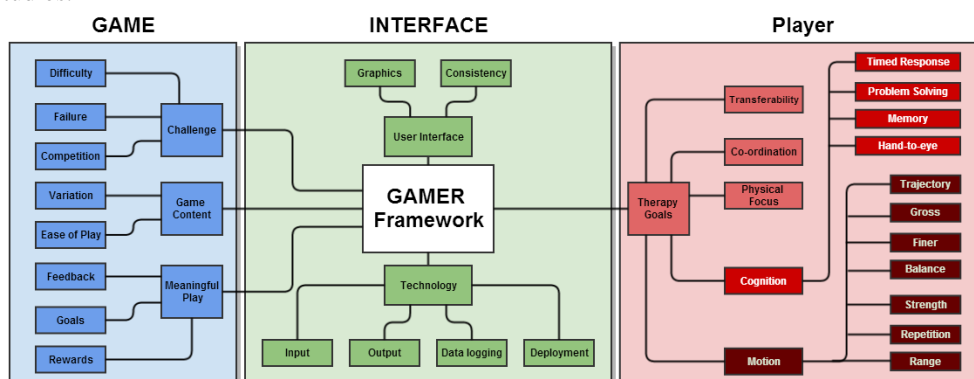 GAME
INTERFACE
Player
Difficulty
Failure
Competition
Challenge
Variation
Ease of Play
Game
Content
Feedback
Goals
Rewards
Meaningful
Play
Graphics
Consistency
User Interface
GAMER
Framework
Technology
Input
Output
Data logging
Deployment
Therapy
Goals
Transferability
Co-ordination
Physical
Focus
Cognition
Motion
Timed Response
Problem Solving
Memory
Hand-to-eye
Trajectory
Gross
Finer
Balance
Strength
Repetition
Range